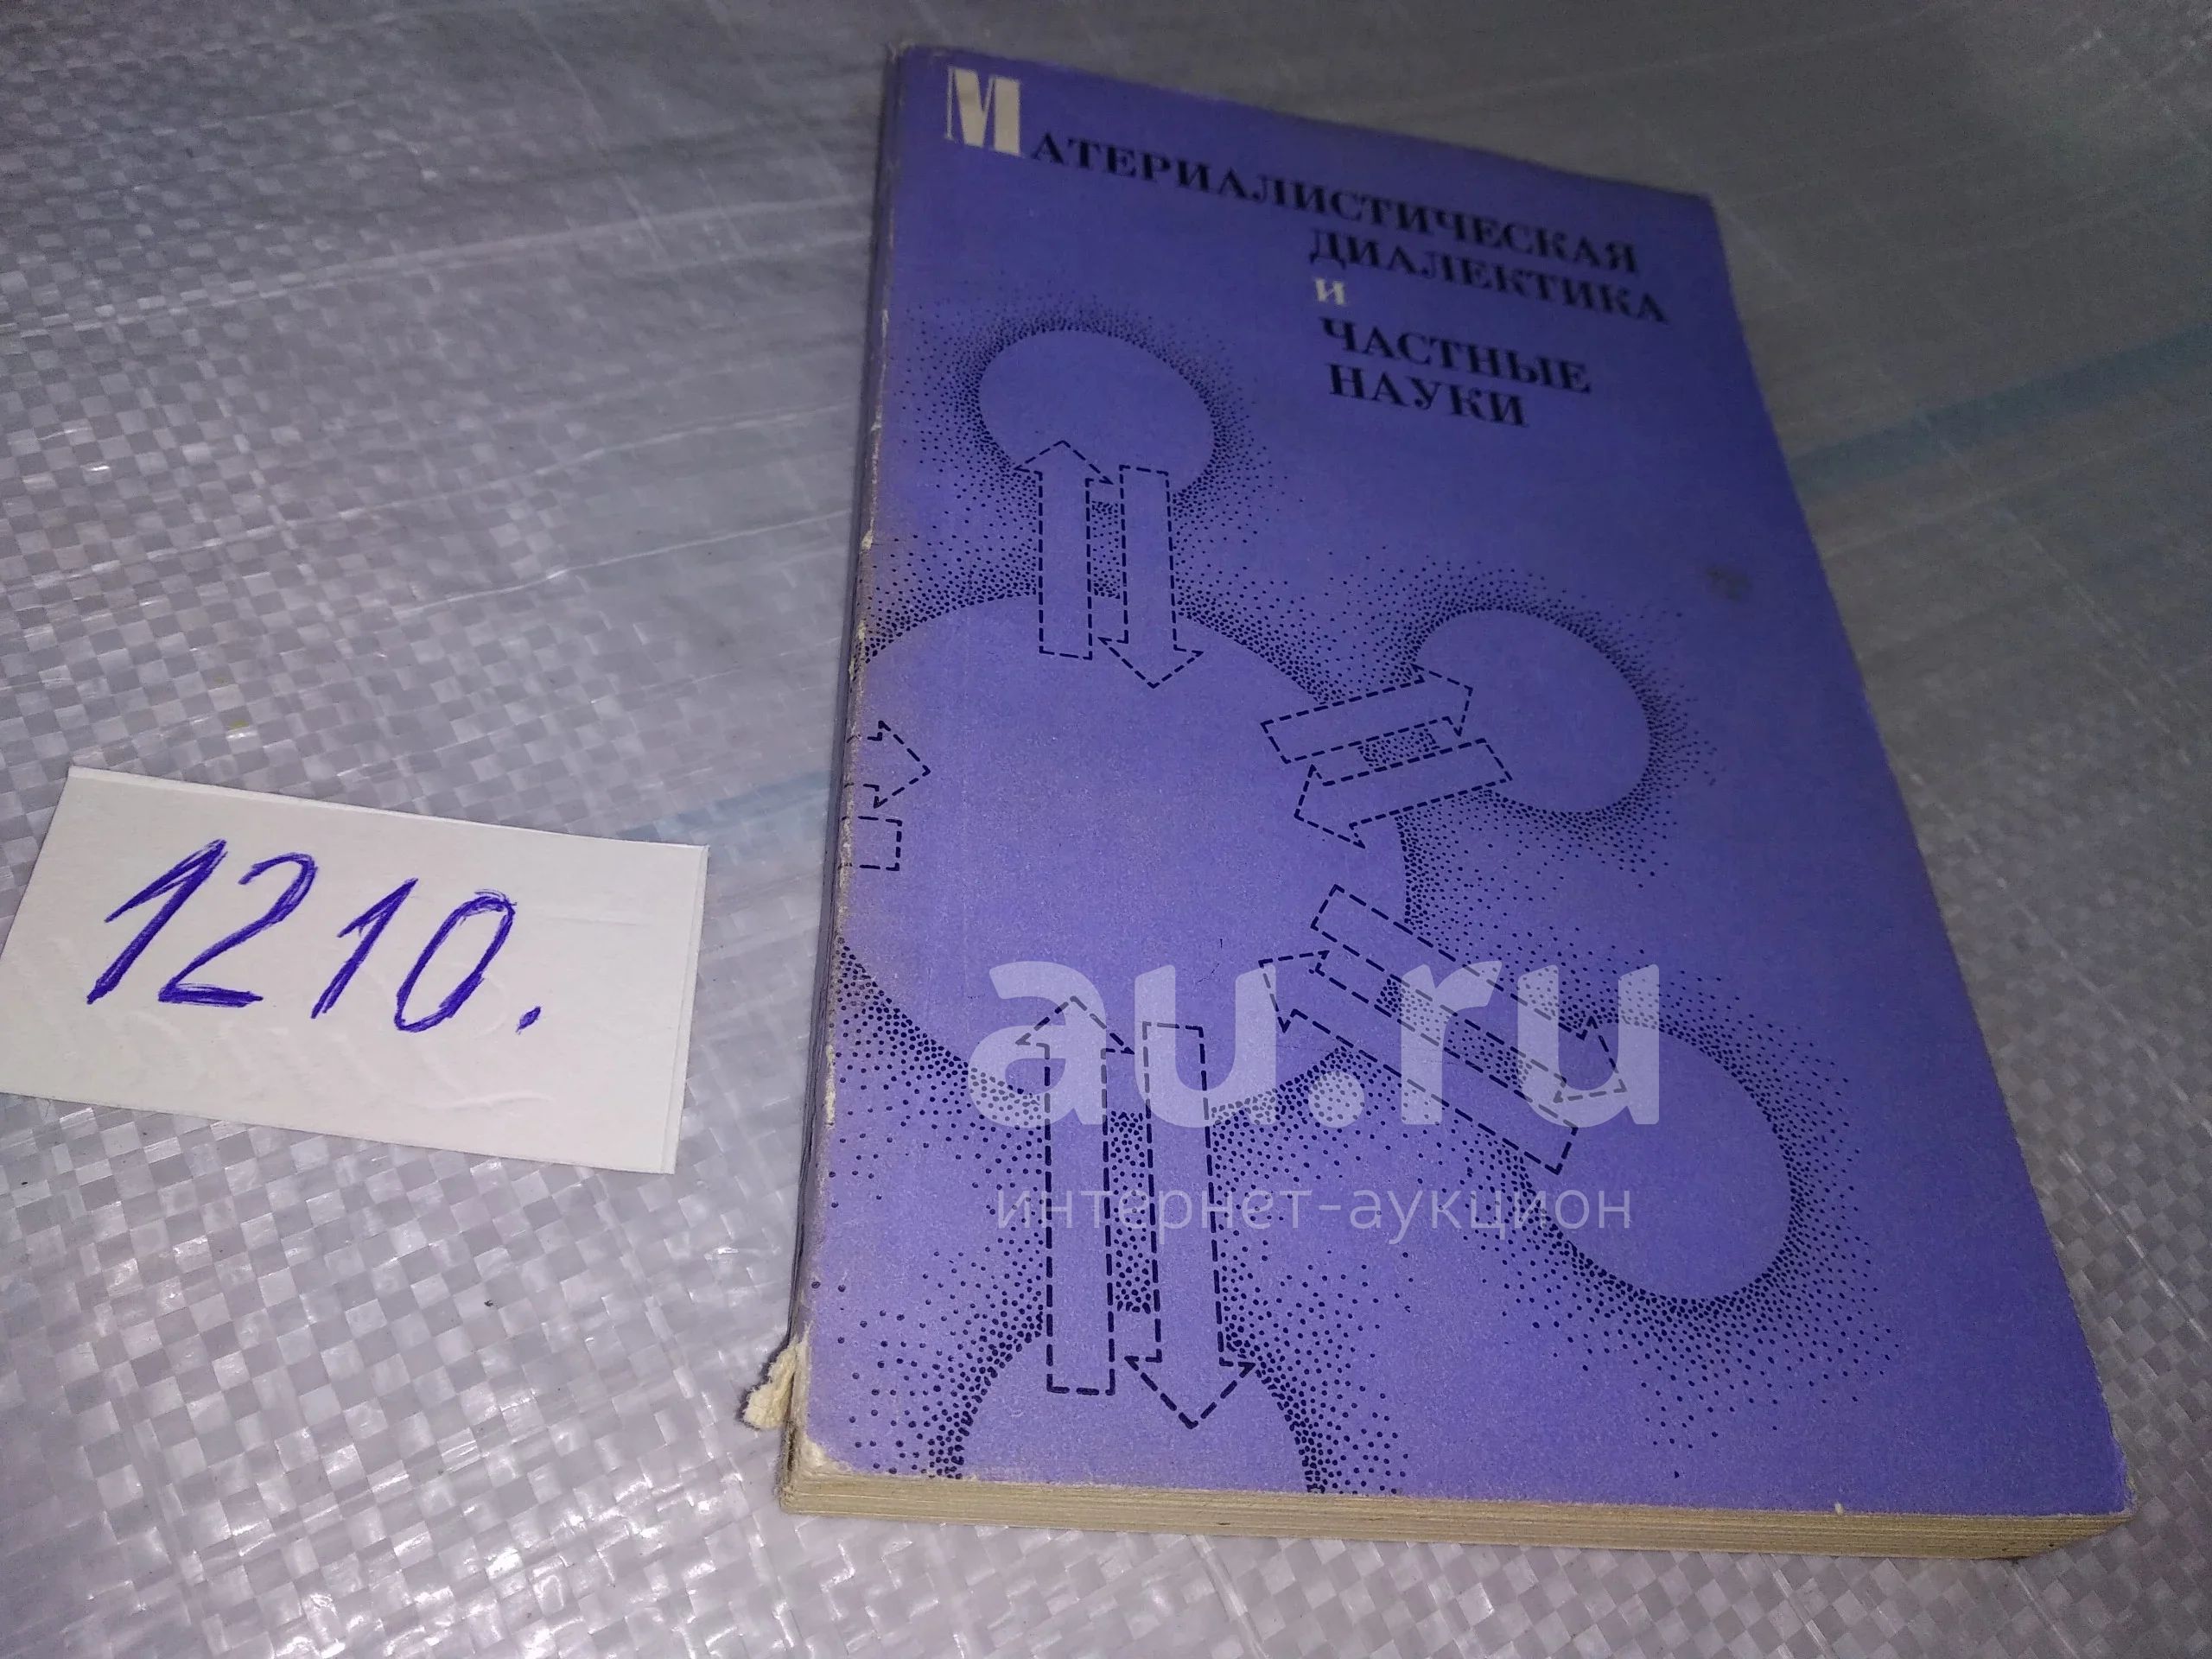 МАТЕРИАЛИСТИЧЕСКАЯ
ДИАЛЕКТИКА
И
ЧАСТНЫЕ
НАУКИ
1210.
au.ru
интернет-аукцион